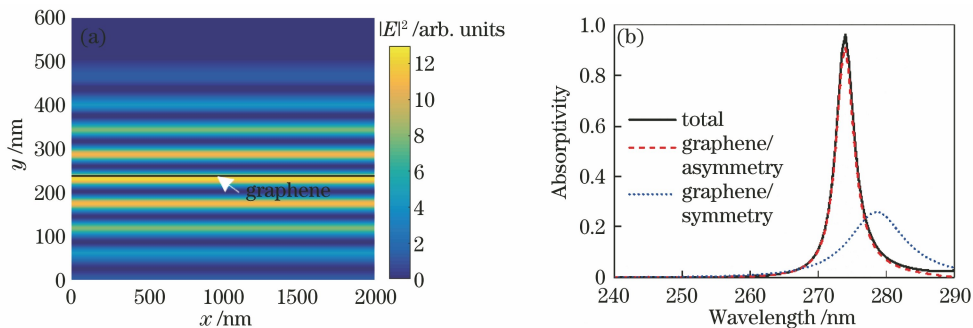 (a)
600
500
400
300
200
100
0
y /nm
0 500 1000 1500 2000
x /nm
graphene
|E|² /arb. units
12
10
8
6
4
2
0
(b)
1.0
0.8
0.6
0.4
0.2
0
Absorptivity
240 250 260 270 280 290
Wavelength /nm
total
graphene/
asymmetry
graphene/
symmetry